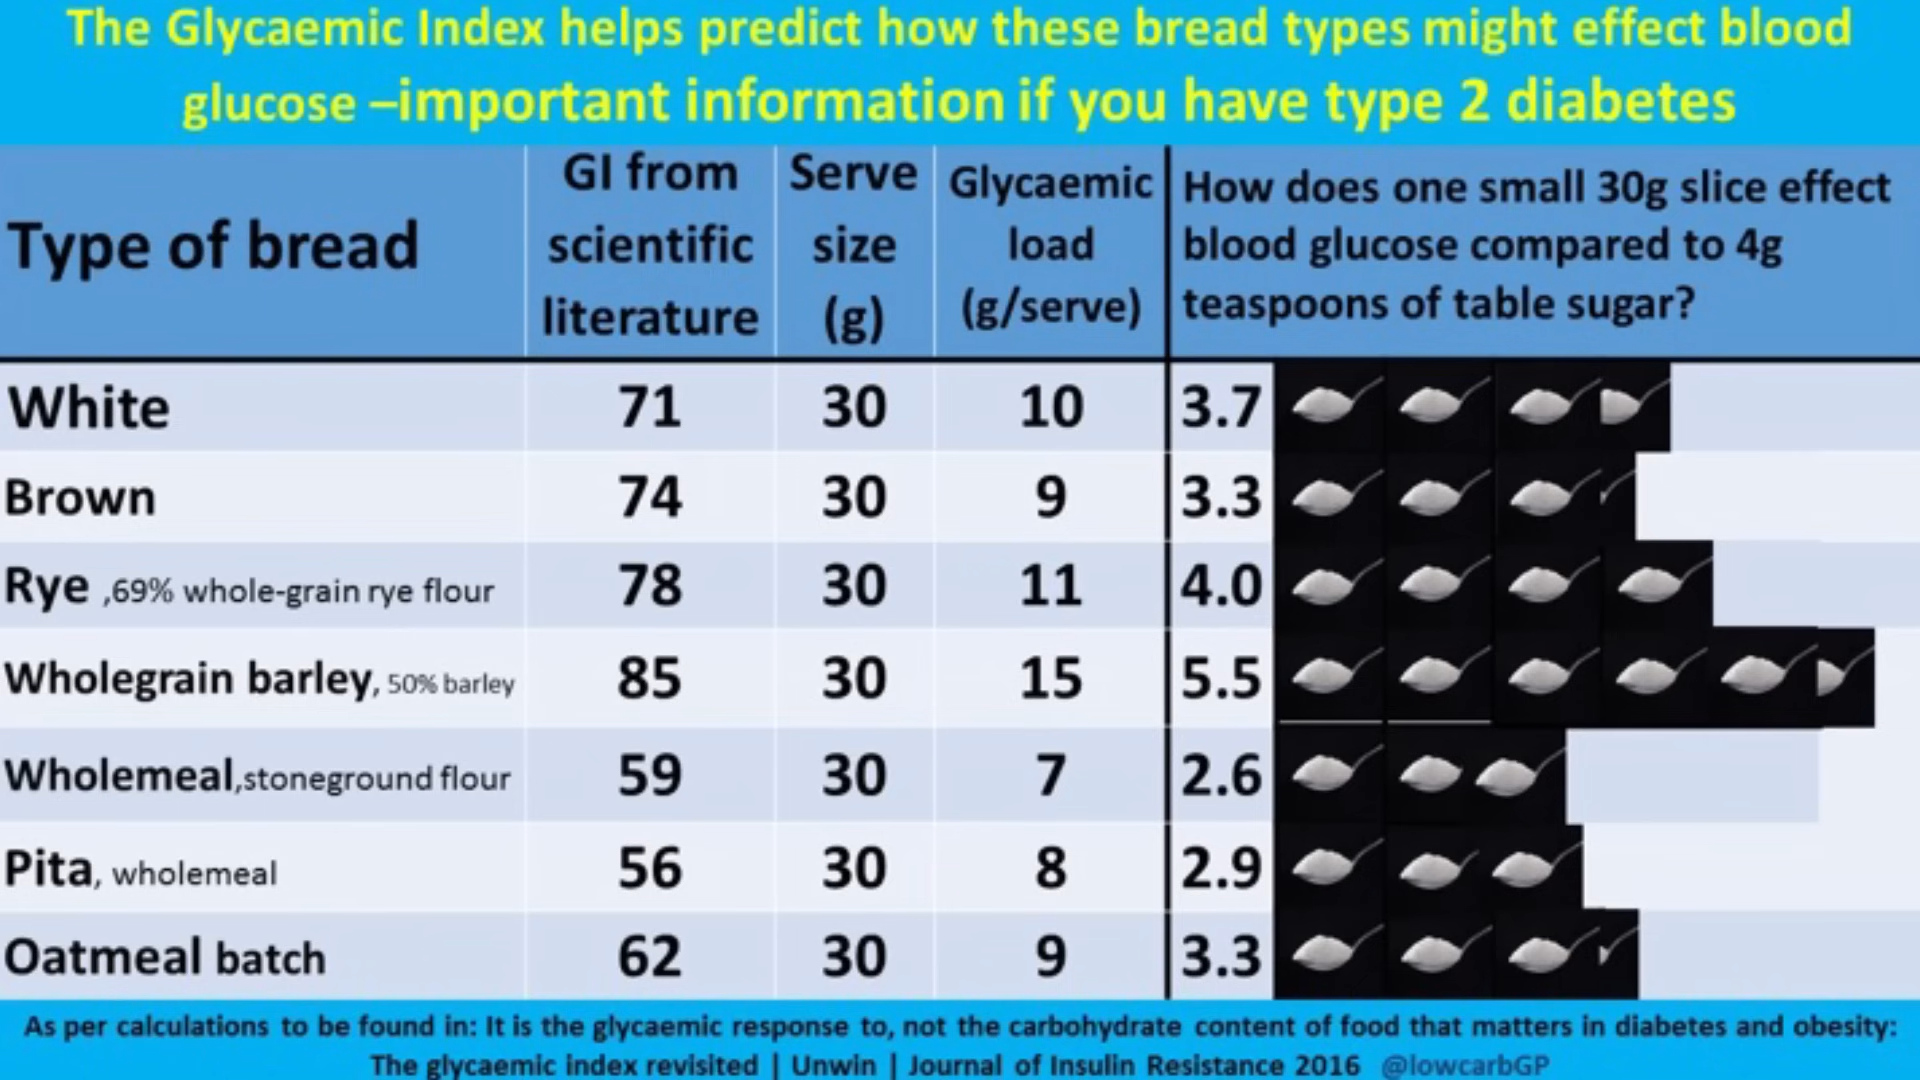 The Glycaemic Index helps predict how these bread types might effect blood
glucose –important information if you have type 2 diabetes
Type of bread
GI from
scientific
literature
Serve
size
(g)
Glycaemic
load
(g/serve)
How does one small 30g slice effect
blood glucose compared to 4g
teaspoons of table sugar?
White 71 30 10 3.7
Brown 74 30 9 3.3
Rye ,69% whole-grain rye flour 78 30 11 4.0
Wholegrain barley, 50% barley 85 30 15 5.5
Wholemeal,stoneground flour 59 30 7 2.6
Pita, wholemeal 56 30 8 2.9
Oatmeal batch 62 30 9 3.3
As per calculations to be found in: It is the glycaemic response to, not the carbohydrate content of food that matters in diabetes and obesity:
The glycaemic index revisited | Unwin | Journal of Insulin Resistance 2016 @lowcarbGP